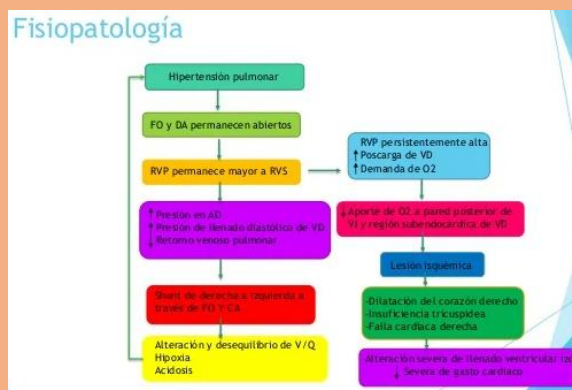 Fisiopatología
Hipertensión pulmonar
FO y DA permanecen abiertos
RVP permanece mayor a RVS
RVP persistentemente alta
↑ Poscarga de VD
↑ Demanda de O2
↑ Presión en AD
↑ Presión de llenado diastólico de VD
↓ Retorno venoso pulmonar
↓ Aporte de O2 a pared posterior de
VI y región subendocárdica de VD
Lesión isquémica
Shunt de derecha a izquierda a
través de FO Y CA
-Dilatación del corazón derecho
-Insuficiencia tricuspídea
-Falla cardiaca derecha
Alteración y desequilibrio de V/Q
Hipoxia
Acidosis
Alteración severa de llenado ventricular izq
↓ Severa de gasto cardiaco